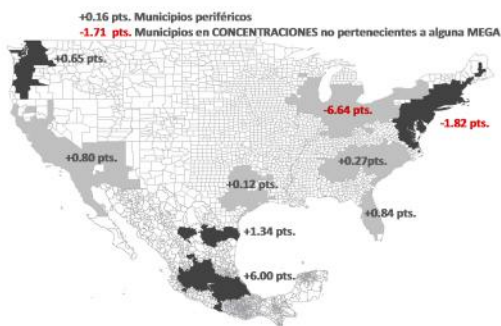 +0.16 pts. Municipios periféricos
-1.71 pts. Municipios en CONCENTRACIONES no pertenecientes a alguna MEGA
+0.65 pts.
-6.64 pts.
-1.82 pts.
+0.80 pts.
+0.27pts.
+0.12 pts.
+0.84 pts.
+1.34 pts.
+6.00 pts.